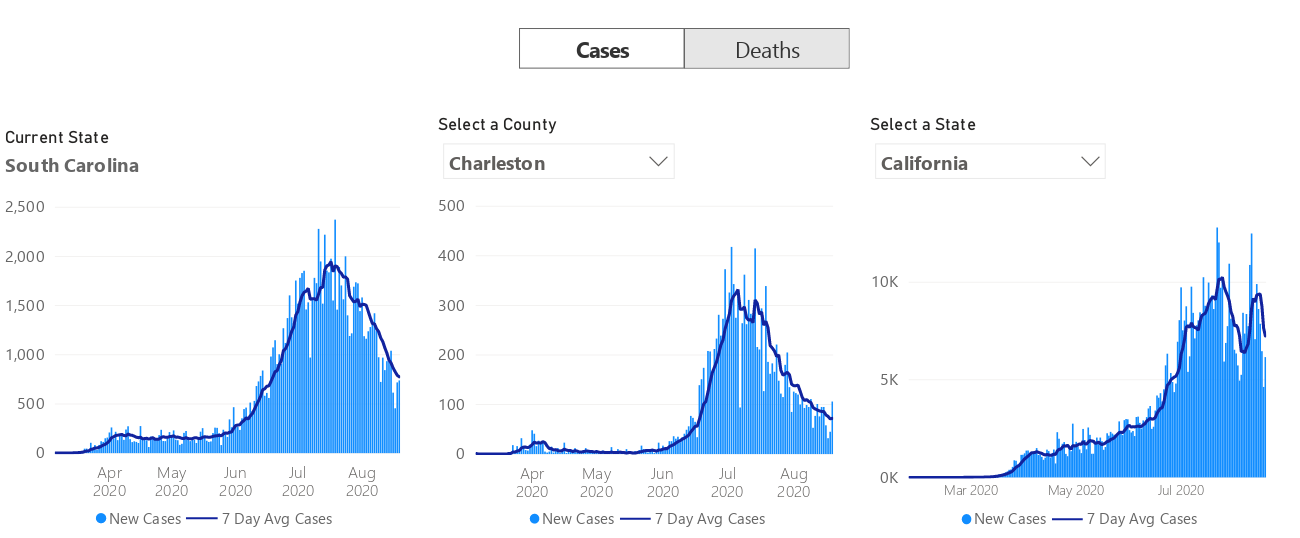 Cases
Deaths
Current State
South Carolina
2,500
2,000
1,500
1,000
500
0
Apr 2020
May 2020
Jun 2020
Jul 2020
Aug 2020
New Cases
7 Day Avg Cases
Select a County
Charleston
500
400
300
200
100
0
Apr 2020
May 2020
Jun 2020
Jul 2020
Aug 2020
New Cases
7 Day Avg Cases
Select a State
California
10K
5K
0K
Mar 2020
May 2020
Jul 2020
New Cases
7 Day Avg Cases